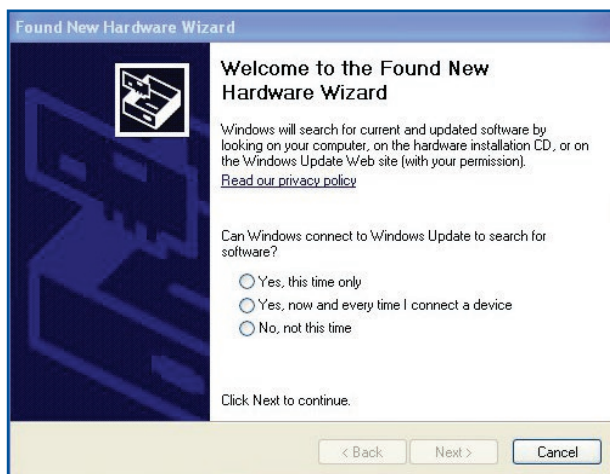 Found New Hardware Wizard
Welcome to the Found New
Hardware Wizard
Windows will search for current and updated software by
looking on your computer, on the hardware installation CD, or on
the Windows Update Web site (with your permission).
Read our privacy policy
Can Windows connect to Windows Update to search for
software?
Yes, this time only
Yes, now and every time I connect a device
No, not this time
Click Next to continue.
< Back
Next >
Cancel